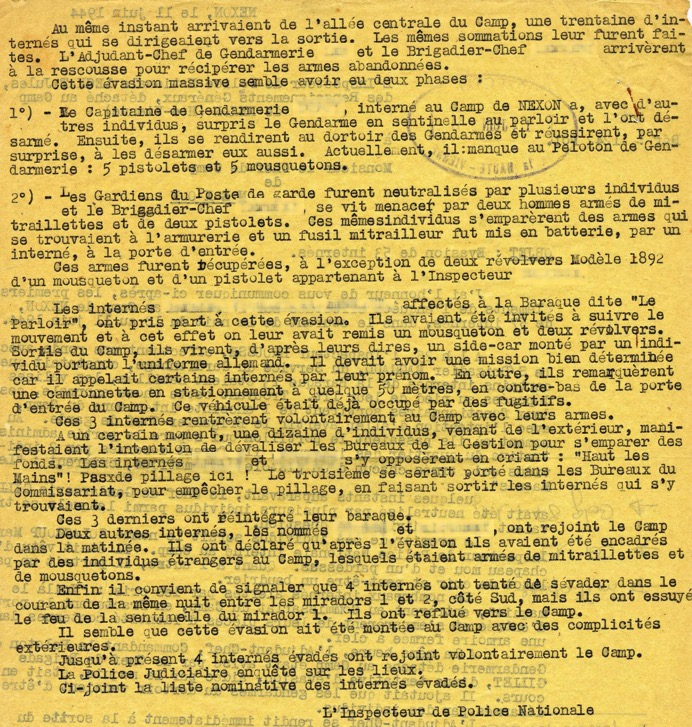 Au même instant arrivaient de l'allée centrale du Camp, une trentaine d'in-
ternés qui se dirigeaient vers la sortie. Les mêmes sommations leur furent fai-
tes. L'Adjudant-Chef de Gendarmerie et le Brigadier-Chef arrivèrent
à la rescousse pour récipérer les armes abandonnées.
Cette évasion massive semble avoir eu deux phases :
1°) - Le Capitaine de Gendarmerie , interné au Camp de NEXON a, avec d'au-
tres individus, surpris le Gendarme en sentinelle au parloir et l'ort dé-
sarmé. Ensuite, ils se rendirent au dortoir des Gendarmes et réussirent, par
surprise, à les désarmer eux aussi. Actuellement, il:manque au Peloton de Gen-
darmerie : 5 pistolets et 5 mousquetons.
2°) - Les Gardiens du Poste de garde furent neutralisés par plusieurs individus
et le Briggdier-Chef , se vit menacer par deux hommes armés de mi-
traillettes et de deux pistolets. Ces mêmesindividus s'emparèrent des armes qui
se trouvaient à l'armurerie et un fusil mitrailleur fut mis en batterie, par un
interné, à la porte d'entrée.
Ces armes furent récupérées, à l'exception de deux révolvers Modèle 1892
d'un mousqueton et d'un pistolet appartenant à l'Inspecteur
Les internés affectés à la Baraque dite "Le
Parloir", ont pris part à cette évasion. Ils avaient été invités à suivre le
mouvement et à cet effet on leur avait remis un mousqueton et deux révolvers.
Sortis du Camp, ils virent, d'après leurs dires, un side-car monté par un indi-
vidu portant l'uniforme allemand. Il devait avoir une mission bien déterminée
car il appelait certains internés par leur prénom. En outre, ils remarquèrent
une camionnette en stationnement à quelque 50 mètres, en contre-bas de la porte
d'entrée du Camp. Ce véhicule était déjà occupé par des fugitifs.
Ces 3 internés rentrèrent volontairement au Camp avec leurs armes.
A un certain moment, une dizaine d'individus, venant de l'extérieur, mani-
festaient l'intention de dévaliser les Bureaux de la Gestion pour s'emparer des
fonds. Les internés et s'y opposèrent en criant : "Haut les
Mains"! Pasxde pillage ici ! Le troisième se serait porté dans les Bureaux du
Commissariat, pour empêcher le pillage, en faisant sortir les internés qui s'y
trouvaient.
Ces 3 derniers ont réintégré leur baraque.
Deux autres internés, les nommés et , ont rejoint le Camp
dans la matinée. Ils ont déclaré qu'après l'évasion ils avaient été encadrés
par des individus étrangers au Camp, lesquels étaient armés de mitraillettes et
de mousquetons.
Enfin il convient de signaler que 4 internés ont tenté de sévader dans le
courant de la même nuit entre les miradors 1 et 2, côté Sud, mais ils ont essuyé
le feu de la sentinelle du mirador 1. Ils ont reflué vers le Camp.
Il semble que cette évasion ait été montée au Camp avec des complicités
extérieures.
Jusqu'à présent 4 internés évadés ont rejoint volontairement le Camp.
La Police Judiciaire enquête sur les lieux.
Ci-joint la liste nominative des internés évadés.
L'Inspecteur de Police Nationale